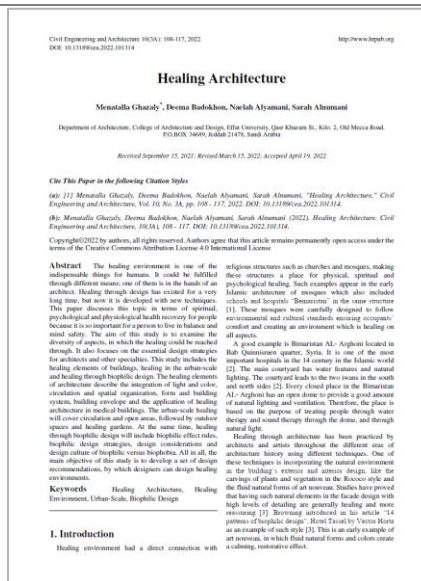 Civil Engineering and Architecture 10(3A): 108-117, 2022
http://www.hrpub.org
DOI: 10.13189/cea.2022.101314
Healing Architecture
Menatalla Ghazaly*, Deema Badokhon, Naelah Alyamani, Sarah Alnumani
Department of Architecture, College of Architecture and Design, Effat University, Qasr Khuzam St., Kilo. 2, Old Mecca Road.
P.O.BOX 34689, Jeddah 21478, Saudi Arabia
Received September 15, 2021; Revised March 15, 2022; Accepted April 19, 2022
Cite This Paper in the following Citation Styles
(a): [1] Menatalla Ghazaly, Deema Badokhon, Naelah Alyamani, Sarah Alnumani, "Healing Architecture," Civil
Engineering and Architecture, Vol. 10, No. 3A, pp. 108 - 117, 2022. DOI: 10.13189/cea.2022.101314.
(b): Menatalla Ghazaly, Deema Badokhon, Naelah Alyamani, Sarah Alnumani (2022). Healing Architecture. Civil
Engineering and Architecture, 10(3A), 108 - 117. DOI: 10.13189/cea.2022.101314.
Copyright©2022 by authors, all rights reserved. Authors agree that this article remains permanently open access under the
terms of the Creative Commons Attribution License 4.0 International License
Abstract The healing environment is one of the
indispensable things for humans. It could be fulfilled
through different means; one of them is in the hands of an
architect. Healing through design has existed for a very
long time, but now it is developed with new techniques.
This paper discusses this topic in terms of spiritual,
psychological and physiological health recovery for people
because it is so important for a person to live in balance and
mind safety. The aim of this study is to examine the
diversity of aspects, in which the healing could be reached
through. It also focuses on the essential design strategies
for architects and other specialties. This study includes the
healing elements of buildings, healing in the urban-scale
and healing through biophilic design. The healing elements
of architecture describe the integration of light and color,
circulation and spatial organization, form and building
system, building envelope and the application of healing
architecture in medical buildings. The urban-scale healing
will cover circulation and open areas, followed by outdoor
spaces and healing gardens. At the same time, healing
through biophilic design will include biophilic effect rules,
biophilic design strategies, design considerations and
design culture of biophilic versus biophobia. All in all, the
main objective of this study is to develop a set of design
recommendations, by which designers can design healing
environments.
Keywords Healing Architecture, Healing
Environment, Urban-Scale, Biophilic Design
1. Introduction
Healing environment had a direct connection with
religious structures such as churches and mosques, making
these structures a place for physical, spiritual and
psychological healing. Such examples appear in the early
Islamic architecture of mosques which also included
schools and hospitals "Bemaristan" in the same structure
[1]. These mosques were carefully designed to follow
environmental and cultural standards ensuring occupants'
comfort and creating an environment which is healing on
all aspects.
A good example is Bimaristan AL- Arghoni located in
Bab Quinnisreen quarter, Syria. It is one of the most
important hospitals in the 14 century in the Islamic world
[2]. The main courtyard has water features and natural
lighting. The courtyard leads to the two iwans in the south
and north sides [2]. Every closed place in the Bimaristan
AL- Arghoni has an open dome to provide a good amount
of natural lighting and ventilation. Therefore, the place is
based on the purpose of treating people through water
therapy and sound therapy through the dome, and through
natural light.
Healing through architecture has been practiced by
architects and artists throughout the different eras of
architecture history using different techniques. One of
these techniques is incorporating the natural environment
in the building's exterior and interior design, like the
carvings of plants and vegetation in the Rococo style and
the fluid natural forms of art nouveau. Studies have proved
that having such natural elements in the facade design with
high levels of detailing are generally healing and more
reassuring [3]. Browning introduced in his article "14
patterns of biophilic design", Hotel Tassel by Victor Horta
as an example of such style [3]. This is an early example of
art nouveau, in which fluid natural forms and colors create
a calming, restorative effect.